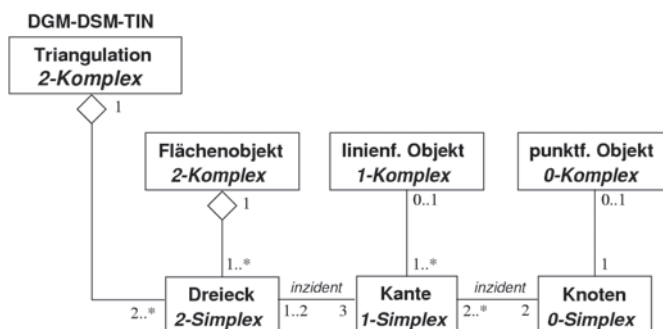 DGM-DSM-TIN
Triangulation
2-Komplex
1
Flächenobjekt
2-Komplex
linienf. Objekt
1-Komplex
punktf. Objekt
0-Komplex
1
0..1
0..1
1..*
1..*
1
2..*
Dreieck
2-Simplex
1..2
inzident
3
Kante
1-Simplex
2..*
inzident
2
Knoten
0-Simplex